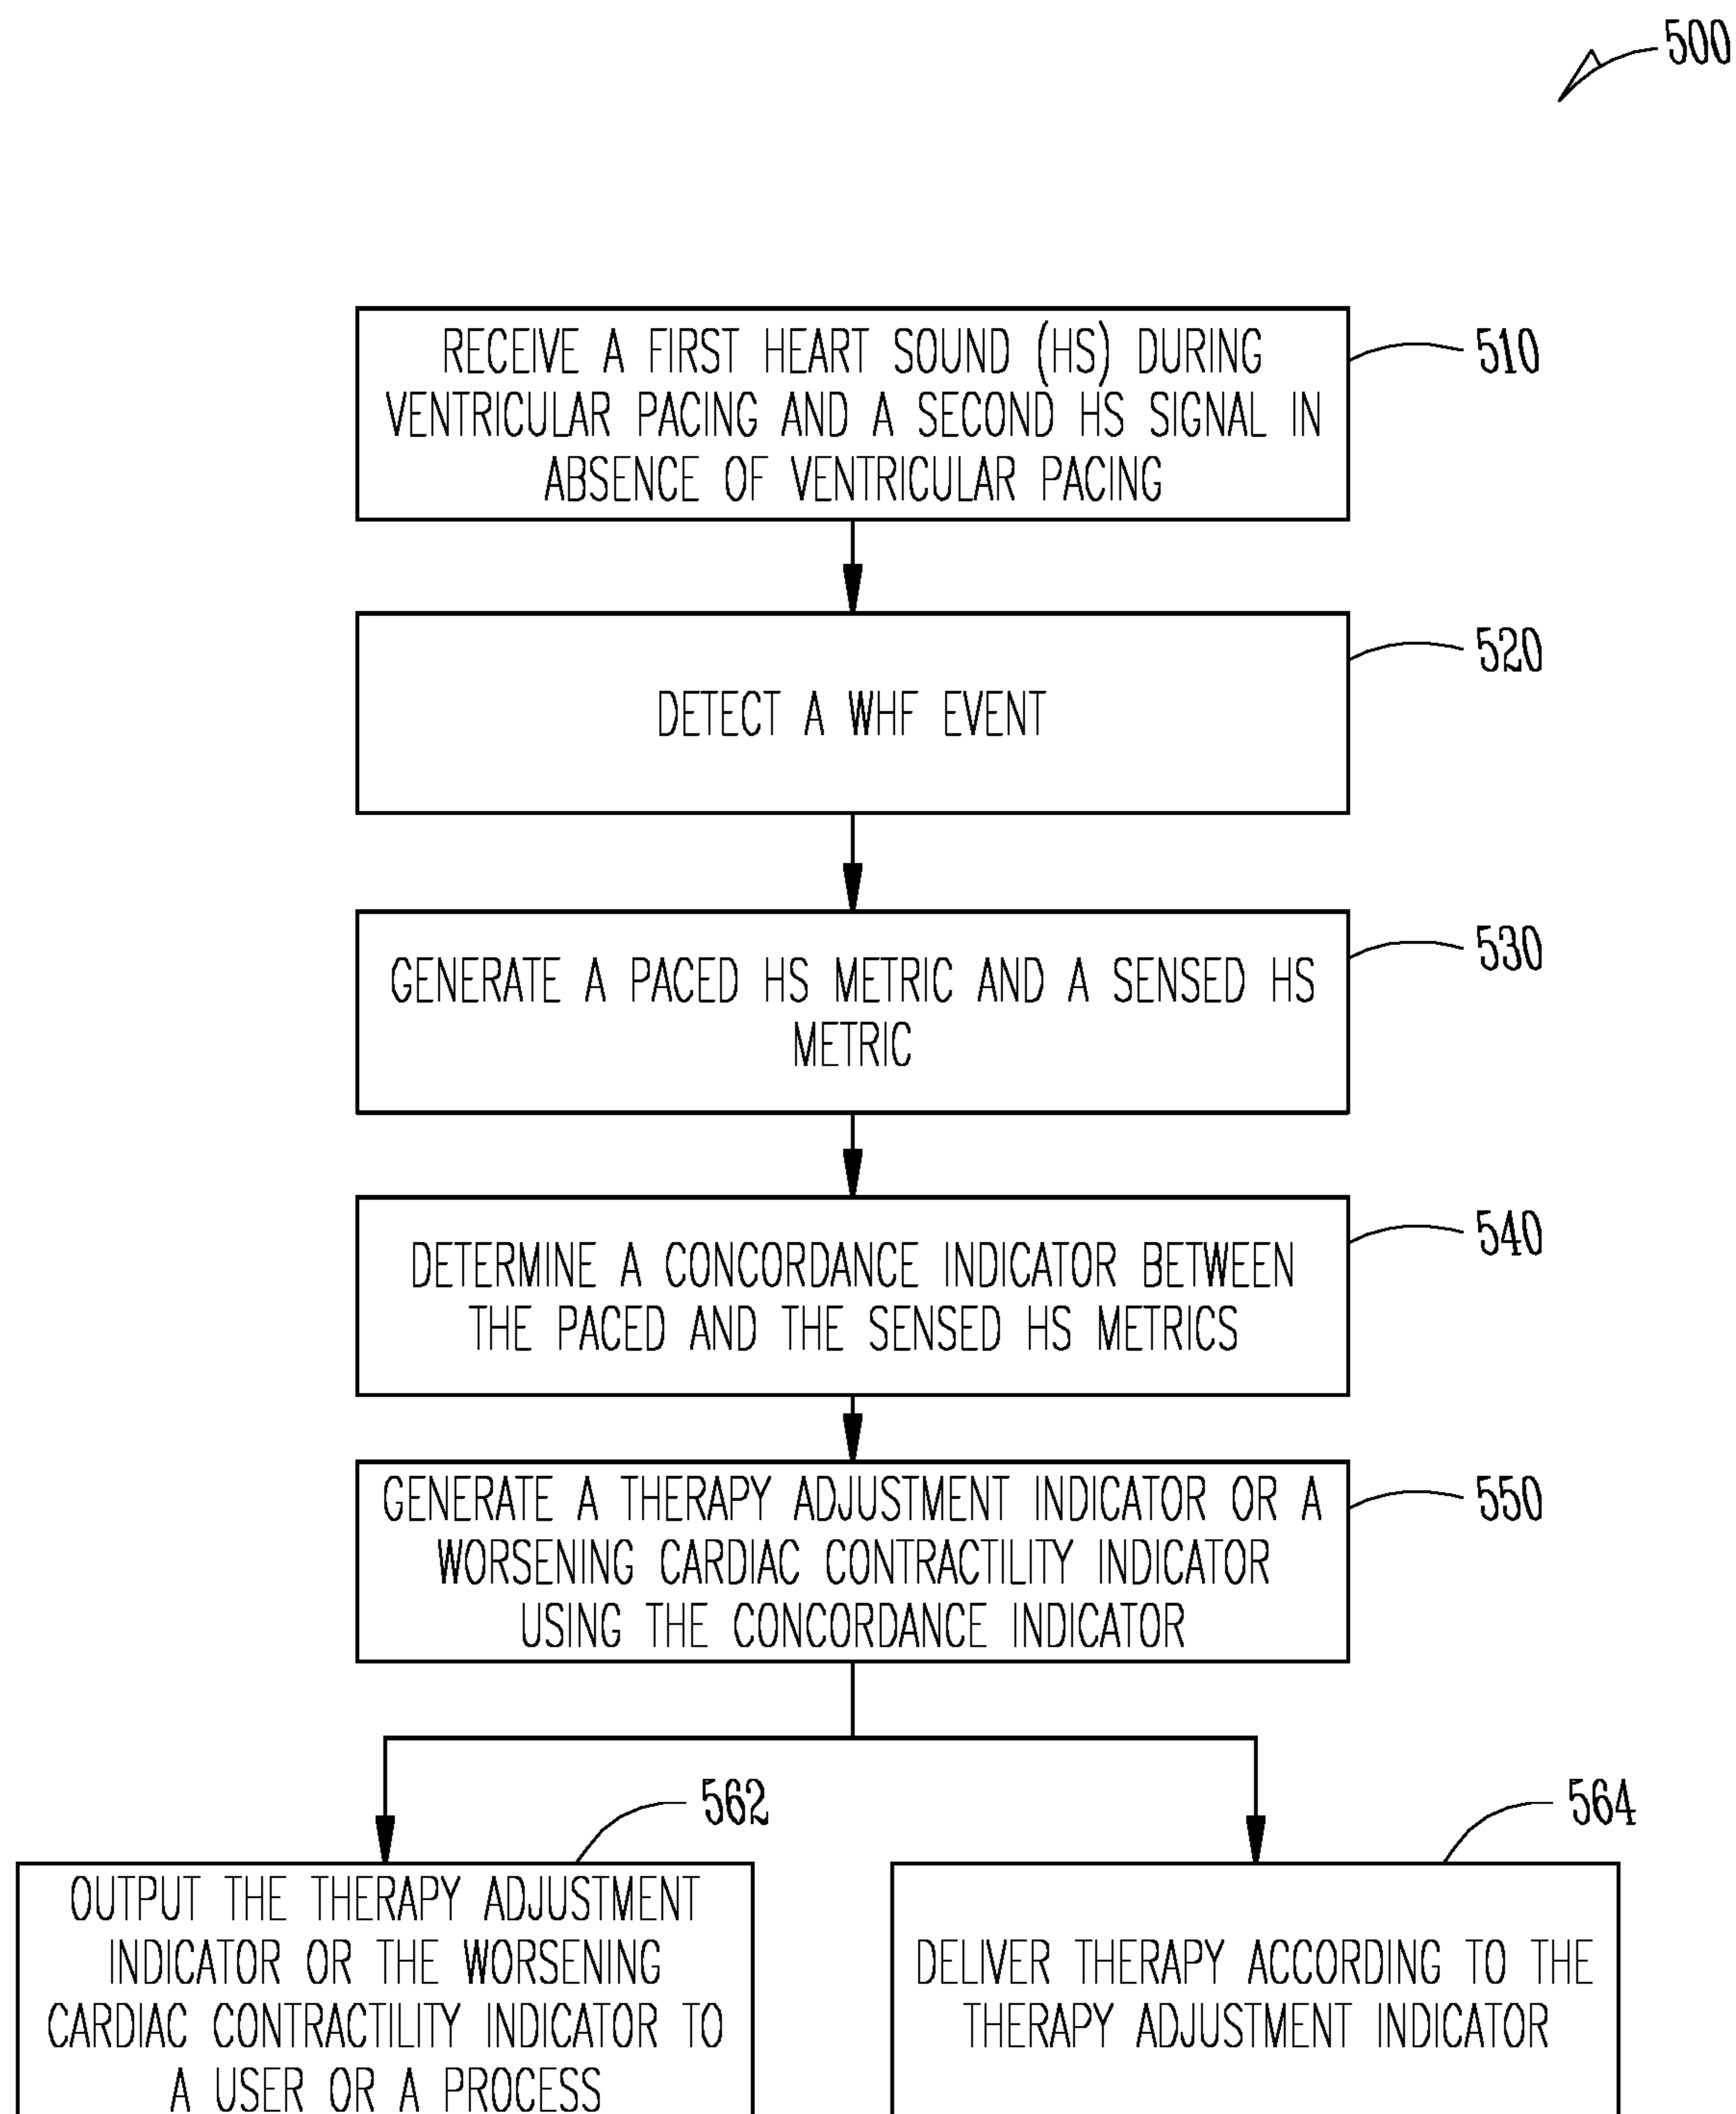 500
RECEIVE A FIRST HEART SOUND (HS) DURING
VENTRICULAR PACING AND A SECOND HS SIGNAL IN
ABSENCE OF VENTRICULAR PACING
510
DETECT A WHF EVENT
520
GENERATE A PACED HS METRIC AND A SENSED HS
METRIC
530
DETERMINE A CONCORDANCE INDICATOR BETWEEN
THE PACED AND THE SENSED HS METRICS
540
GENERATE A THERAPY ADJUSTMENT INDICATOR OR A
WORSENING CARDIAC CONTRACTILITY INDICATOR
USING THE CONCORDANCE INDICATOR
550
562
OUTPUT THE THERAPY ADJUSTMENT
INDICATOR OR THE WORSENING
CARDIAC CONTRACTILITY INDICATOR TO
A USER OR A PROCESS
564
DELIVER THERAPY ACCORDING TO THE
THERAPY ADJUSTMENT INDICATOR